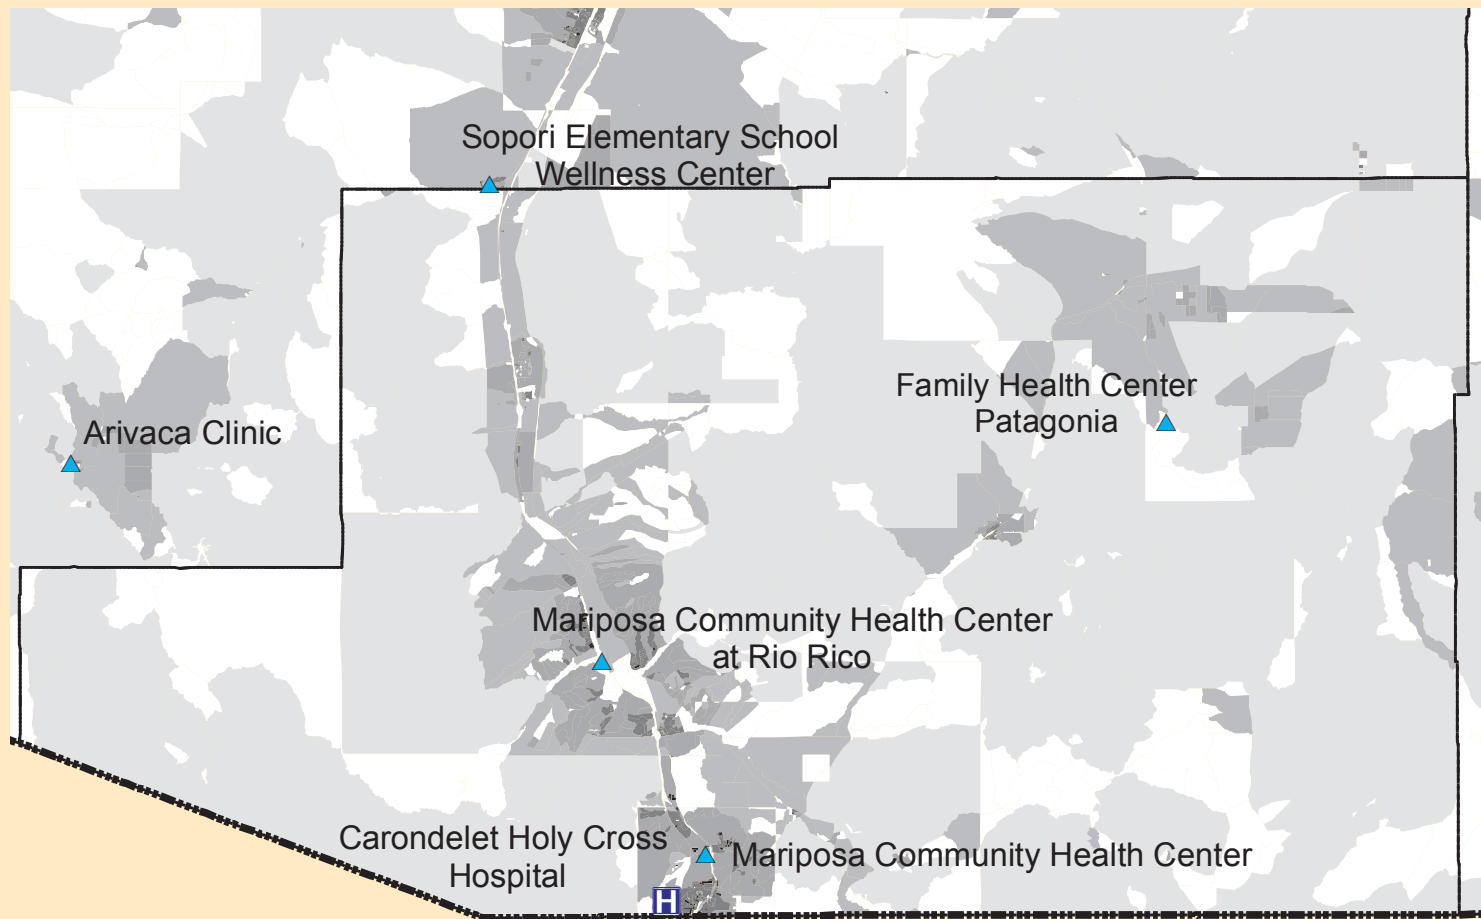 Sopori Elementary School
Wellness Center
Arivaca Clinic
Family Health Center
Patagonia
Mariposa Community Health Center
at Rio Rico
Carondelet Holy Cross
Hospital
Mariposa Community Health Center
H